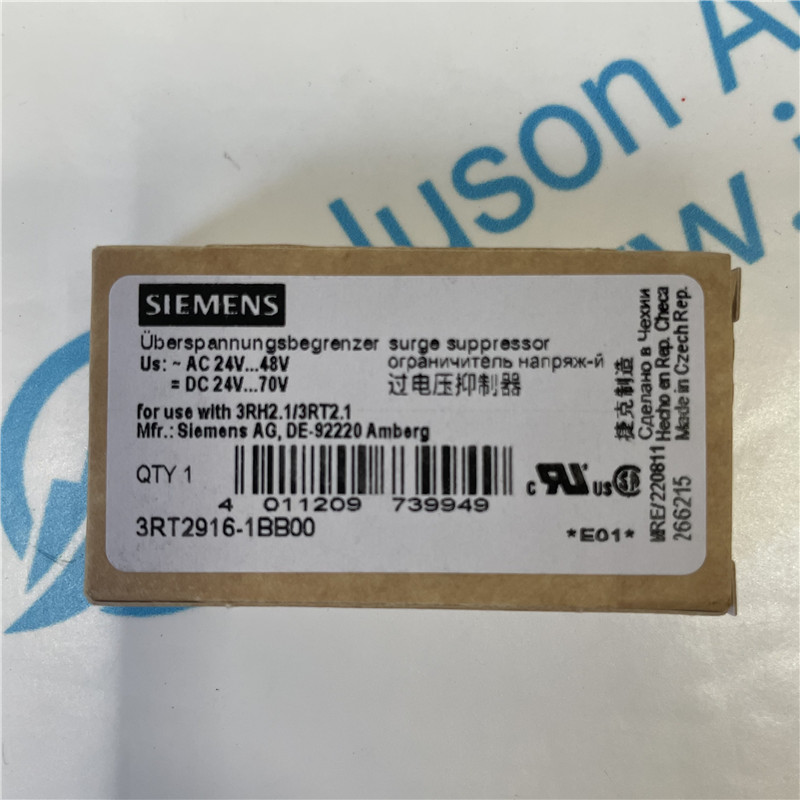 Juson A
w.j
SIEMENS
Überspannungsbegrenzer surge suppressor
Us: ~ AC 24V...48V
= DC 24V...70V
ограничитель напряж-й
过电压抑制器
for use with 3RH2.1/3RT2.1
Mfr.: Siemens AG, DE-92220 Amberg
QTY 1
4 011209 739949
3RT2916-1BB00
c UR us
*E01*
捷克制造
Сделано в Чехии
Hecho en Rep. Checa
Made in Czech Rep.
WRE/220811
266215